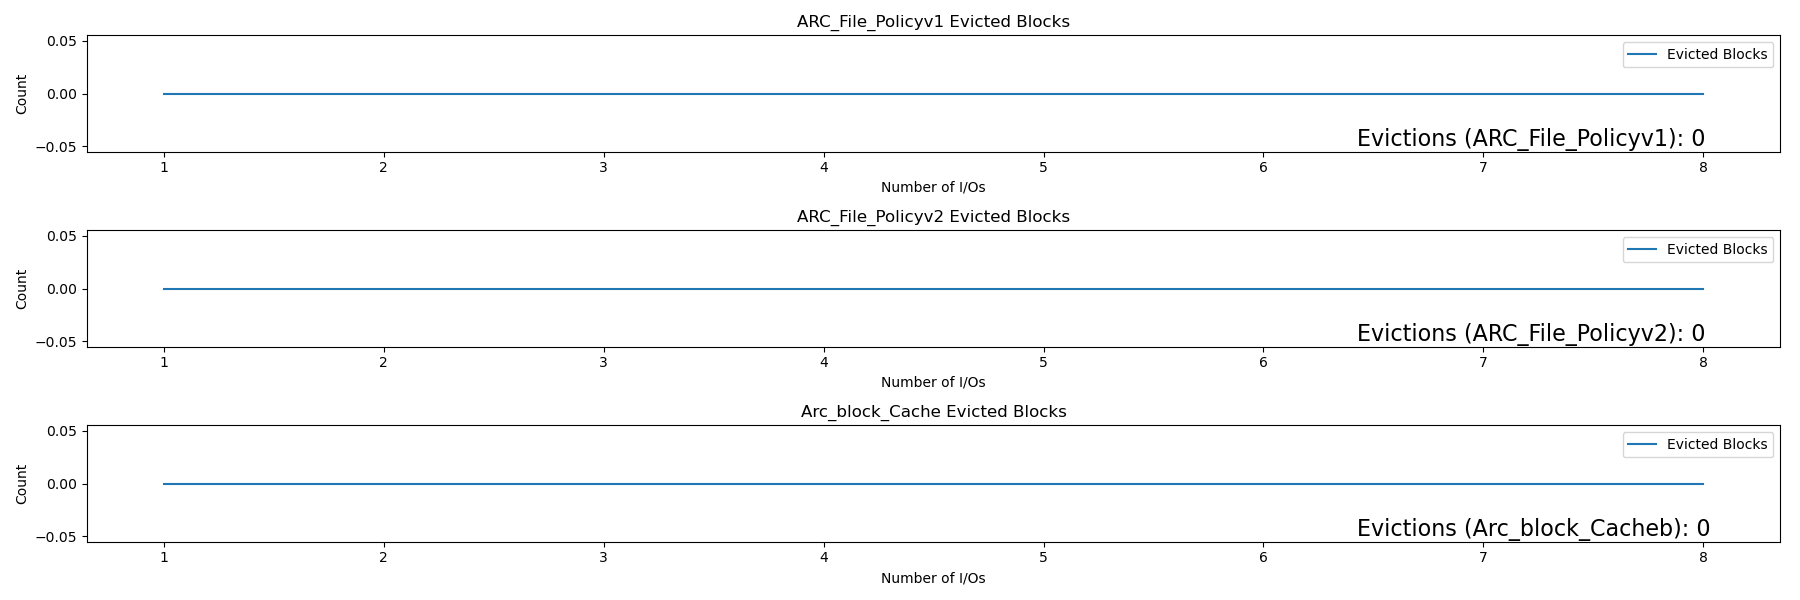 ARC_File_Policyv1 Evicted Blocks
0.05
Evicted Blocks
Count
0.00
Evictions (ARC_File_Policyv1): 0
−0.05
1 2 3 4 5 6 7 8
Number of I/Os
ARC_File_Policyv2 Evicted Blocks
0.05
Evicted Blocks
Count
0.00
Evictions (ARC_File_Policyv2): 0
−0.05
1 2 3 4 5 6 7 8
Number of I/Os
Arc_block_Cache Evicted Blocks
0.05
Evicted Blocks
Count
0.00
Evictions (Arc_block_Cacheb): 0
−0.05
1 2 3 4 5 6 7 8
Number of I/Os